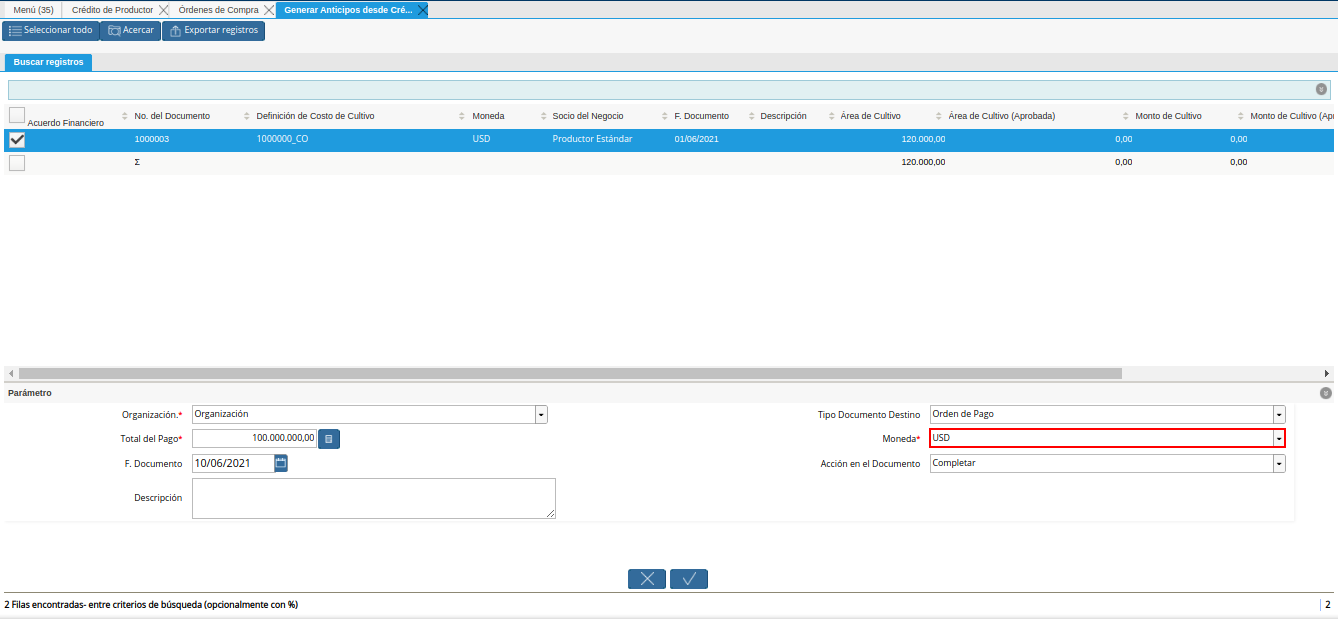 Menú (35) Crédito de Productor Órdenes de Compra Generar Anticipos desde Cré...
Seleccionar todo Acercar Exportar registros
Buscar registros
Acuerdo Financiero No. del Documento Definición de Costo de Cultivo Moneda Socio del Negocio F. Documento Descripción Área de Cultivo Área de Cultivo (Aprobada) Monto de Cultivo Monto de Cultivo (Apr
1000003 1000000_CO USD Productor Estándar 01/06/2021 120.000,00 0,00 0,00
Σ 120.000,00 0,00 0,00
Parámetro
Organización.* Organización Tipo Documento Destino Orden de Pago
Total del Pago* 100.000.000,00 Moneda* USD
F. Documento 10/06/2021 Acción en el Documento Completar
Descripción
2 Filas encontradas- entre criterios de búsqueda (opcionalmente con %) 2